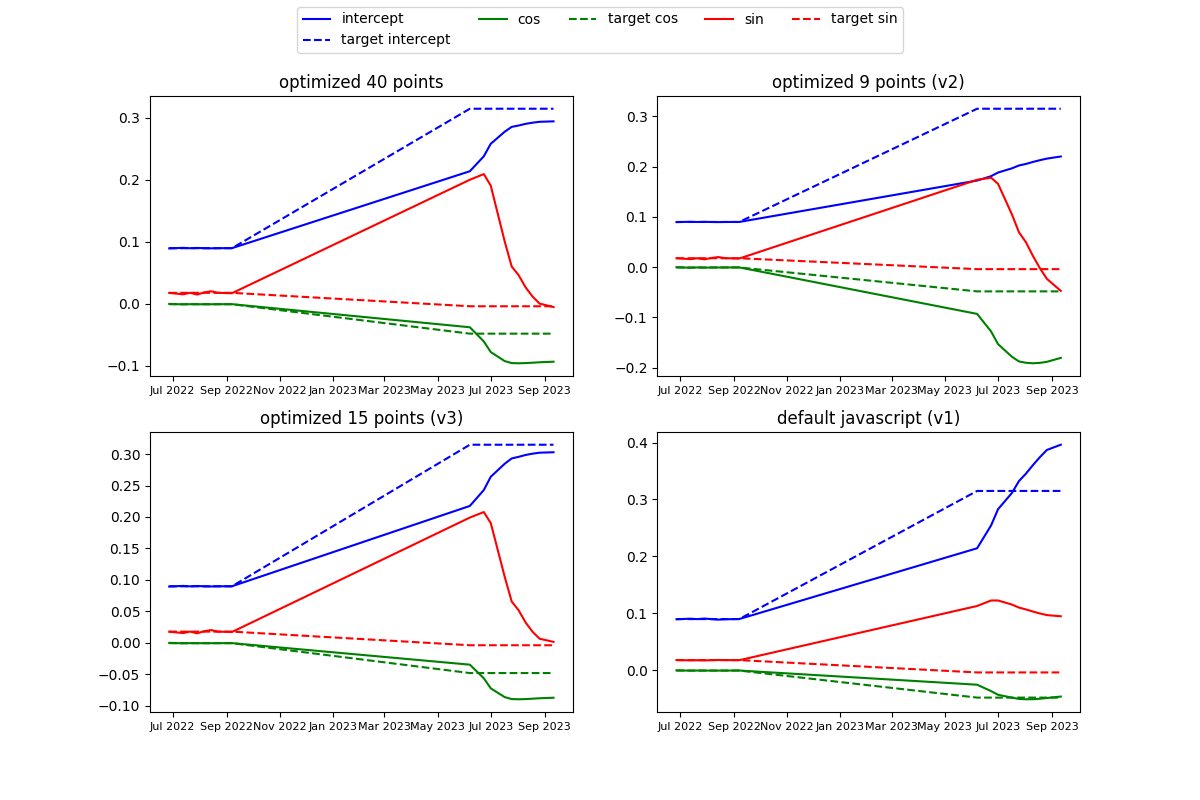 intercept cos target cos sin target sin
target intercept
optimized 40 points
0.3
0.2
0.1
0.0
−0.1
Jul 2022 Sep 2022 Nov 2022 Jan 2023 Mar 2023 May 2023 Jul 2023 Sep 2023
optimized 9 points (v2)
0.3
0.2
0.1
0.0
−0.1
−0.2
Jul 2022 Sep 2022 Nov 2022 Jan 2023 Mar 2023 May 2023 Jul 2023 Sep 2023
optimized 15 points (v3)
0.30
0.25
0.20
0.15
0.10
0.05
0.00
−0.05
−0.10
Jul 2022 Sep 2022 Nov 2022 Jan 2023 Mar 2023 May 2023 Jul 2023 Sep 2023
default javascript (v1)
0.4
0.3
0.2
0.1
0.0
Jul 2022 Sep 2022 Nov 2022 Jan 2023 Mar 2023 May 2023 Jul 2023 Sep 2023